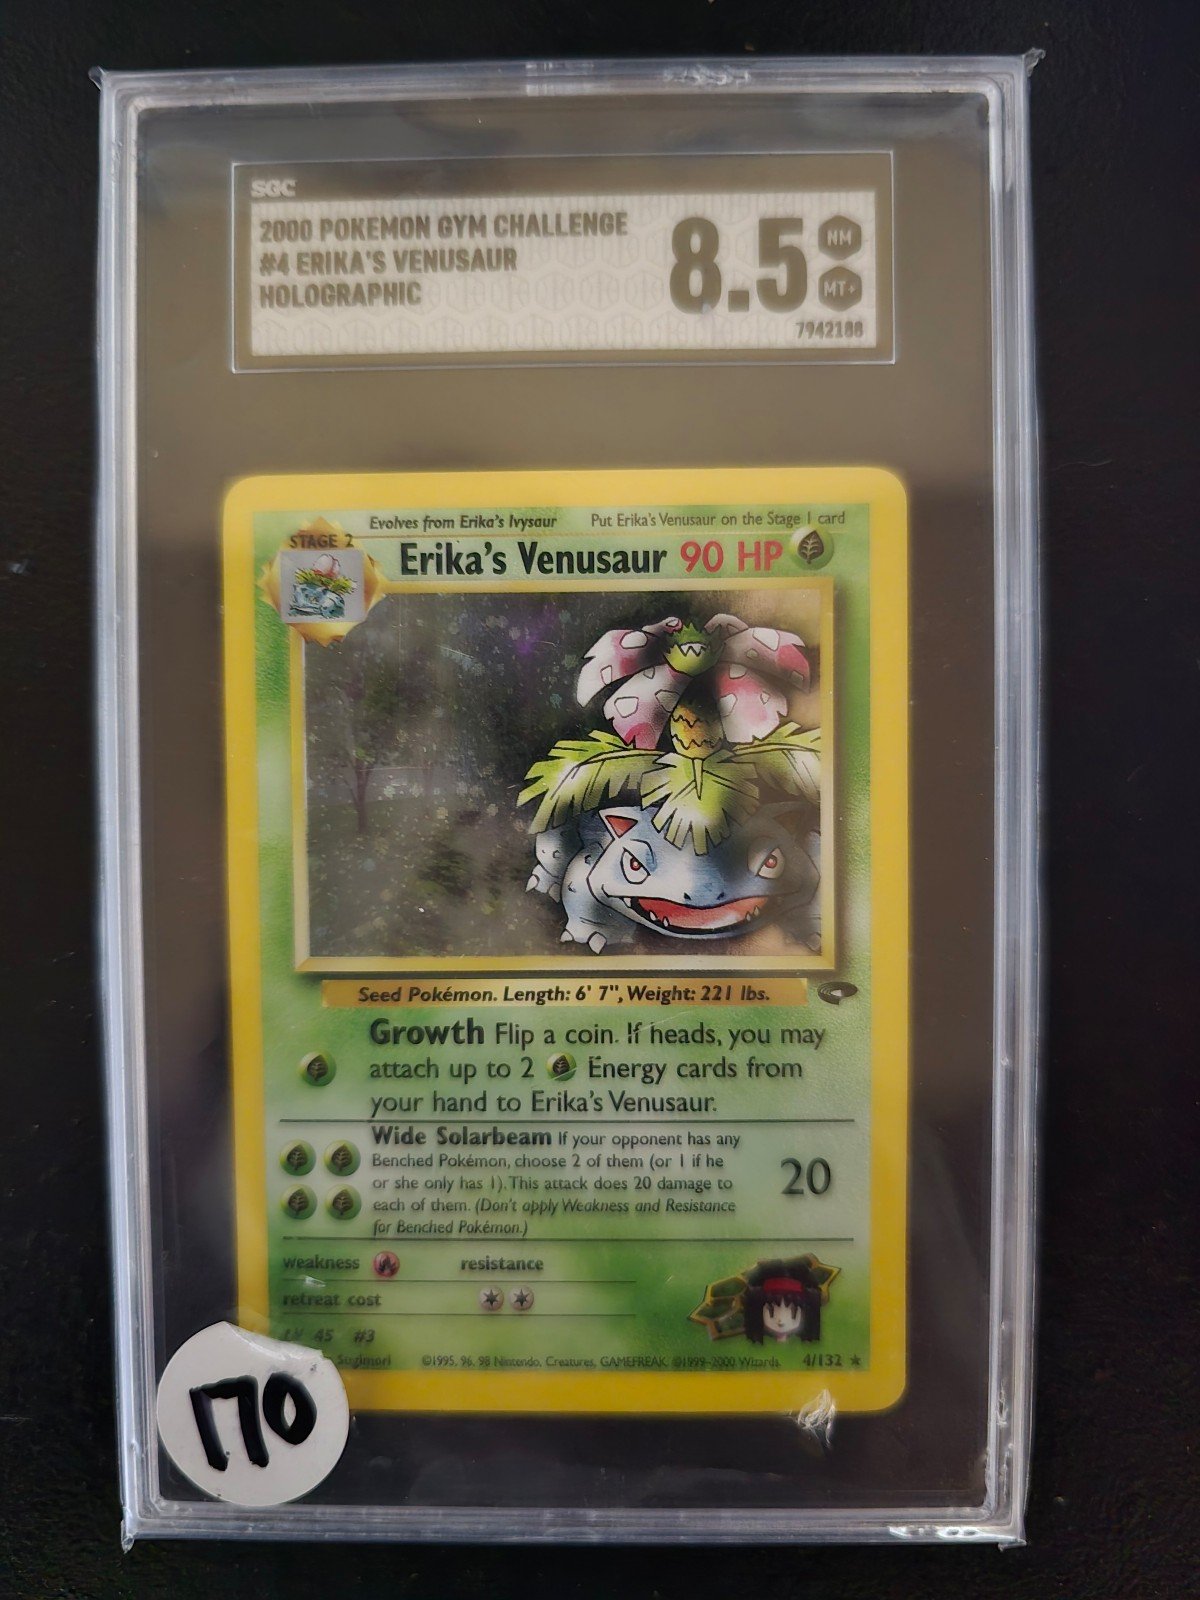 SGC
2000 POKEMON GYM CHALLENGE
#4 ERIKA'S VENUSAUR
HOLOGRAPHIC
8.5
NM
MT+
7942188
Evolves from Erika's Ivysaur Put Erika's Venusaur on the Stage 1 card
STAGE 2
Erika's Venusaur 90 HP
Seed Pokémon. Length: 6' 7", Weight: 221 lbs.
Growth Flip a coin. If heads, you may
attach up to 2 Energy cards from
your hand to Erika's Venusaur.
Wide Solarbeam If your opponent has any
Benched Pokémon, choose 2 of them (or 1 if he
or she only has 1). This attack does 20 damage to
each of them. (Don't apply Weakness and Resistance
for Benched Pokémon.)
20
weakness resistance
retreat cost
LV. 45 #3
Sugimori ©1995, 96, 98 Nintendo, Creatures, GAMEFREAK. ©1999-2000 Wizards. 4/132
170